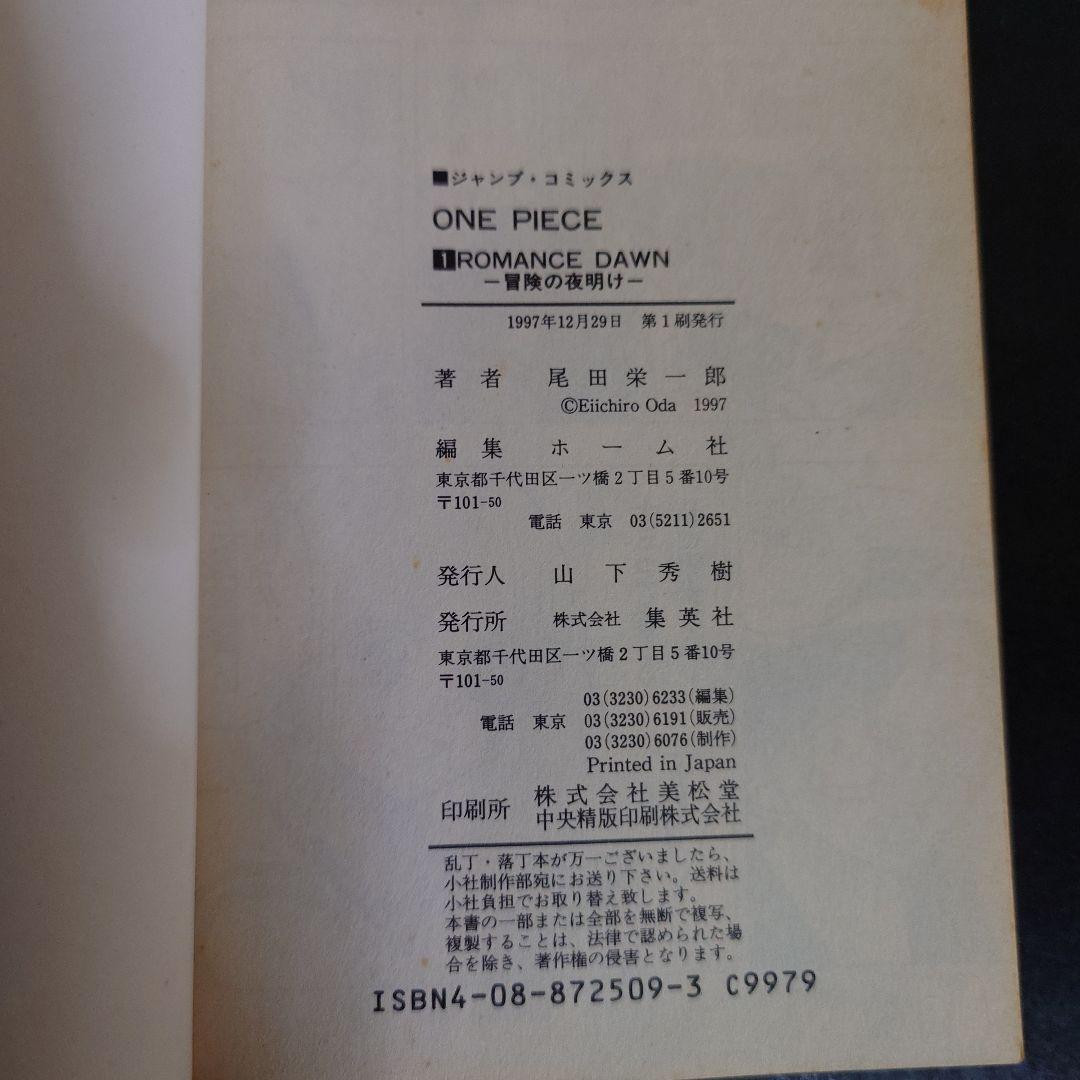 ■ジャンプ・コミックス
ONE PIECE
1 ROMANCE DAWN
―冒険の夜明け―
1997年12月29日 第1刷発行
著者 尾田栄一郎
©Eiichiro Oda 1997
編集 ホーム社
東京都千代田区一ツ橋2丁目5番10号
〒101-50
電話 東京 03(5211)2651
発行人 山下秀樹
発行所 株式会社 集英社
東京都千代田区一ツ橋2丁目5番10号
〒101-50
03(3230)6233(編集)
電話 東京 03(3230)6191(販売)
03(3230)6076(制作)
Printed in Japan
印刷所 株式会社美松堂
中央精版印刷株式会社
乱丁・落丁本が万一ございましたら、
小社制作部宛にお送り下さい。送料は
小社負担でお取り替え致します。
本書の一部または全部を無断で複写、
複製することは、法律で認められた場
合を除き、著作権の侵害となります。
ISBN4-08-872509-3 C9979